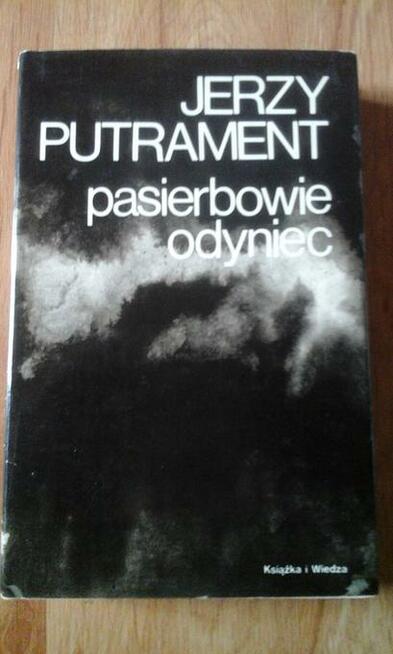 JERZY
PUTRAMENT
pasierbowie
odyniec
Książka i Wiedza